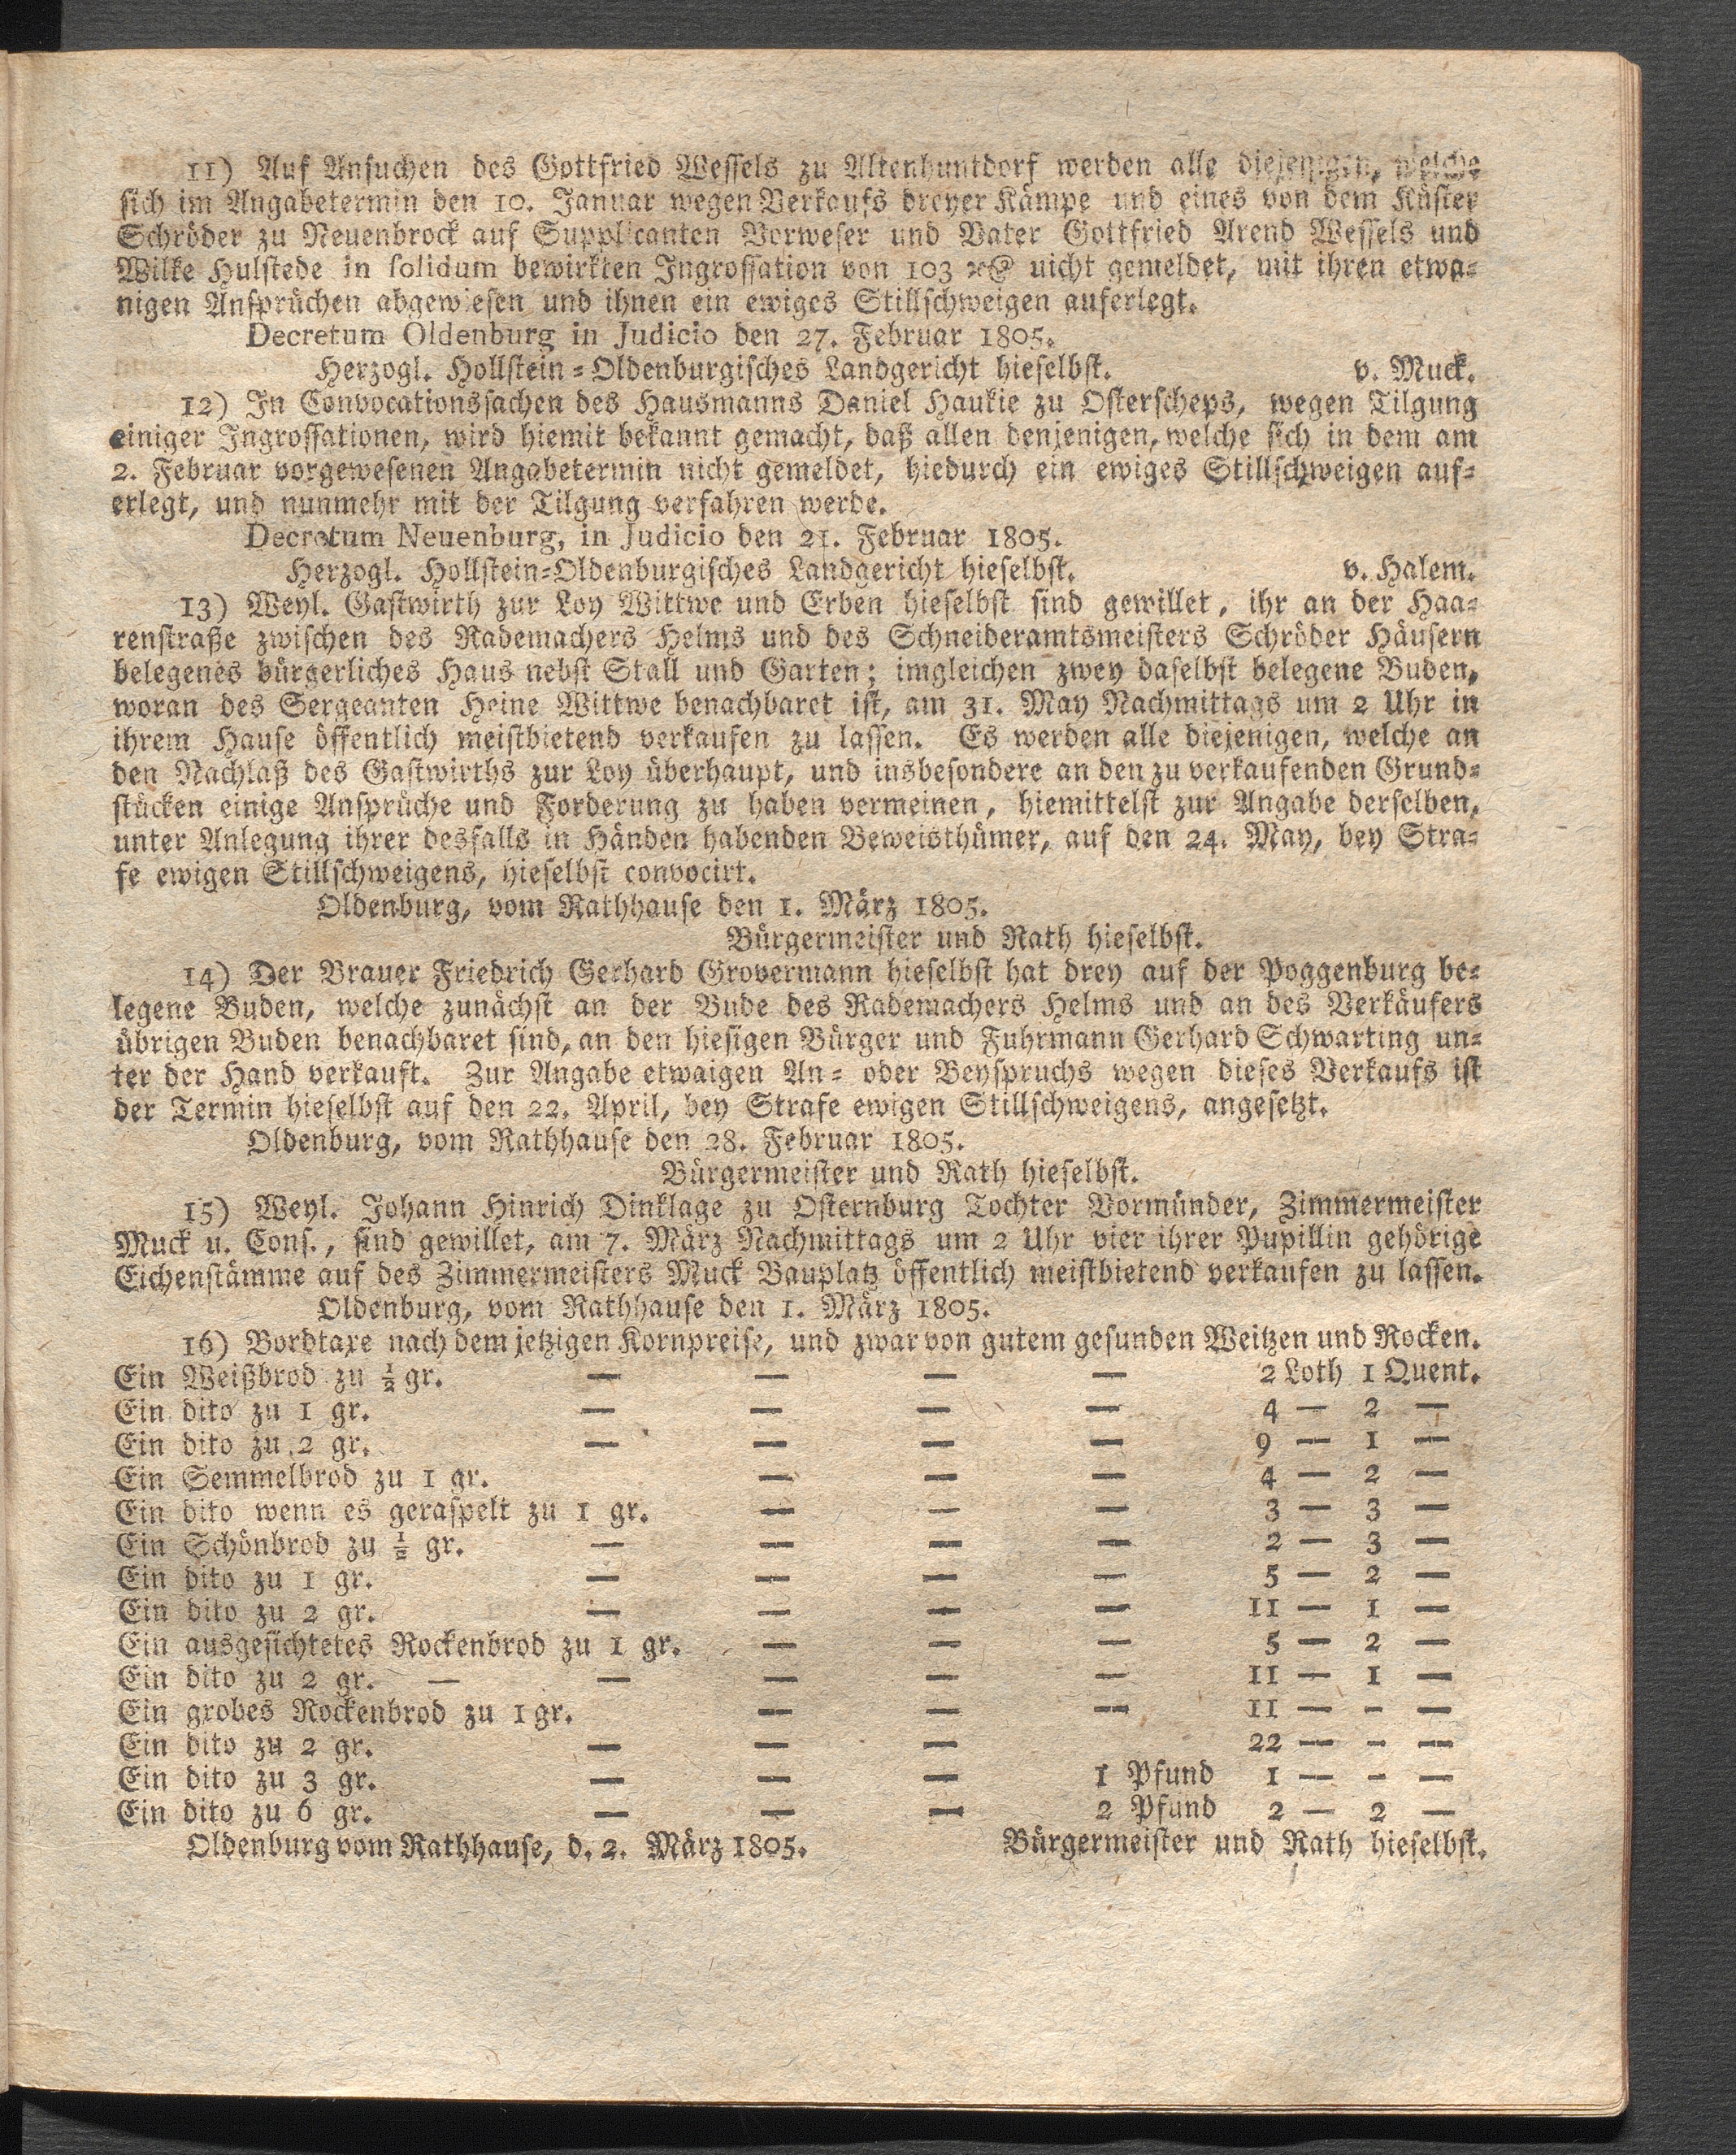 11) Auf Ansuchen des Gottfried Wessels zu Altenhuntdorf werden alle diejenigen, welche
sich im Angabetermin den 10. Januar wegen Verkaufs dreyer Kämpe und eines von dem Küster
Schröder zu Neuenbrock auf Supplicanten Vorweser und Vater Gottfried Arend Wessels und
Wilke Hulstede in solidum bewirkten Ingrossation von 103 Rthlr nicht gemeldet, mit ihren etwa-
nigen Ansprüchen abgewiesen und ihnen ein ewiges Stillschweigen auferlegt.
Decretum Oldenburg in Judicio den 27. Februar 1805.
Herzogl. Hollstein-Oldenburgisches Landgericht hieselbst. v. Muck.
12) In Convocationssachen des Hausmanns Daniel Haukie zu Osterscheps, wegen Tilgung
einiger Ingrossationen, wird hiemit bekannt gemacht, daß allen denjenigen, welche sich in dem am
2. Februar vorgewesenen Angabetermin nicht gemeldet, hiedurch ein ewiges Stillschweigen auf-
erlegt, und nunmehr mit der Tilgung verfahren werde.
Decretum Neuenburg, in Judicio den 21. Februar 1805.
Herzogl. Hollstein-Oldenburgisches Landgericht hieselbst. v. Halem.
13) Weyl. Gastwirth zur Loy Wittwe und Erben hieselbst sind gewillet, ihr an der Haa-
renstraße zwischen des Rademachers Helms und des Schneideramtsmeisters Schröder Häusern
belegenes bürgerliches Haus nebst Stall und Garten; imgleichen zwey daselbst belegene Buden,
woran des Sergeanten Heine Wittwe benachbaret ist, am 31. May Nachmittags um 2 Uhr in
ihrem Hause öffentlich meistbietend verkaufen zu lassen. Es werden alle diejenigen, welche an
den Nachlaß des Gastwirths zur Loy überhaupt, und insbesondere an den zu verkaufenden Grund-
stücken einige Ansprüche und Forderung zu haben vermeinen, hiemittelst zur Angabe derselben,
unter Anlegung ihrer desfalls in Händen habenden Beweisthümer, auf den 24. May, bey Stra-
fe ewigen Stillschweigens, hieselbst convocirt.
Oldenburg, vom Rathhause den 1. März 1805.
Bürgermeister und Rath hieselbst.
14) Der Brauer Friedrich Gerhard Grovermann hieselbst hat drey auf der Poggenburg be-
legene Buden, welche zunächst an der Bude des Rademachers Helms und an des Verkäufers
übrigen Buden benachbaret sind, an den hiesigen Bürger und Fuhrmann Gerhard Schwarting un-
ter der Hand verkauft. Zur Angabe etwaigen An- oder Beyspruchs wegen dieses Verkaufs ist
der Termin hieselbst auf den 22. April, bey Strafe ewigen Stillschweigens, angesetzt.
Oldenburg, vom Rathhause den 28. Februar 1805.
Bürgermeister und Rath hieselbst.
15) Weyl. Johann Hinrich Dinklage zu Osternburg Tochter Vormünder, Zimmermeister
Muck u. Cons., sind gewillet, am 7. März Nachmittags um 2 Uhr vier ihrer Pupillin gehörige
Eichenstämme auf des Zimmermeisters Muck Bauplatz öffentlich meistbietend verkaufen zu lassen.
Oldenburg, vom Rathhause den 1. März 1805.
16) Bordtaxe nach dem jetzigen Kornpreise, und zwar von gutem gesunden Weitzen und Rocken.
Ein Weißbrod zu ½ gr. — — — — 2 Loth 1 Quent.
Ein dito zu 1 gr. — — — — 4 — 2 —
Ein dito zu 2 gr. — — — — 9 — 1 —
Ein Semmelbrod zu 1 gr. — — — 4 — 2 —
Ein dito wenn es geraspelt zu 1 gr. — — — 3 — 3 —
Ein Schönbrod zu ½ gr. — — — — 2 — 3 —
Ein dito zu 1 gr. — — — — 5 — 2 —
Ein dito zu 2 gr. — — — — 11 — 1 —
Ein ausgesichtetes Rockenbrod zu 1 gr. — — — 5 — 2 —
Ein dito zu 2 gr. — — — — — 11 — 1 —
Ein grobes Rockenbrod zu 1 gr. — — — 11 — - —
Ein dito zu 2 gr. — — — 22 — - —
Ein dito zu 3 gr. — — — 1 Pfund 1 — - —
Ein dito zu 6 gr. — — — 2 Pfund 2 — 2 —
Oldenburg vom Rathhause, d. 2. März 1805. Bürgermeister und Rath hieselbst.